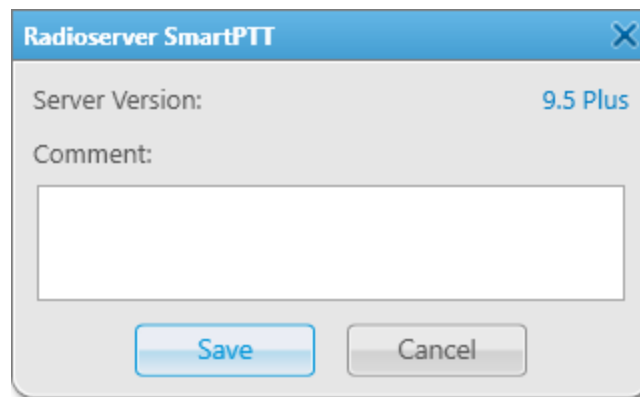 Radioserver SmartPTT
Server Version: 9.5 Plus
Comment:
Save Cancel